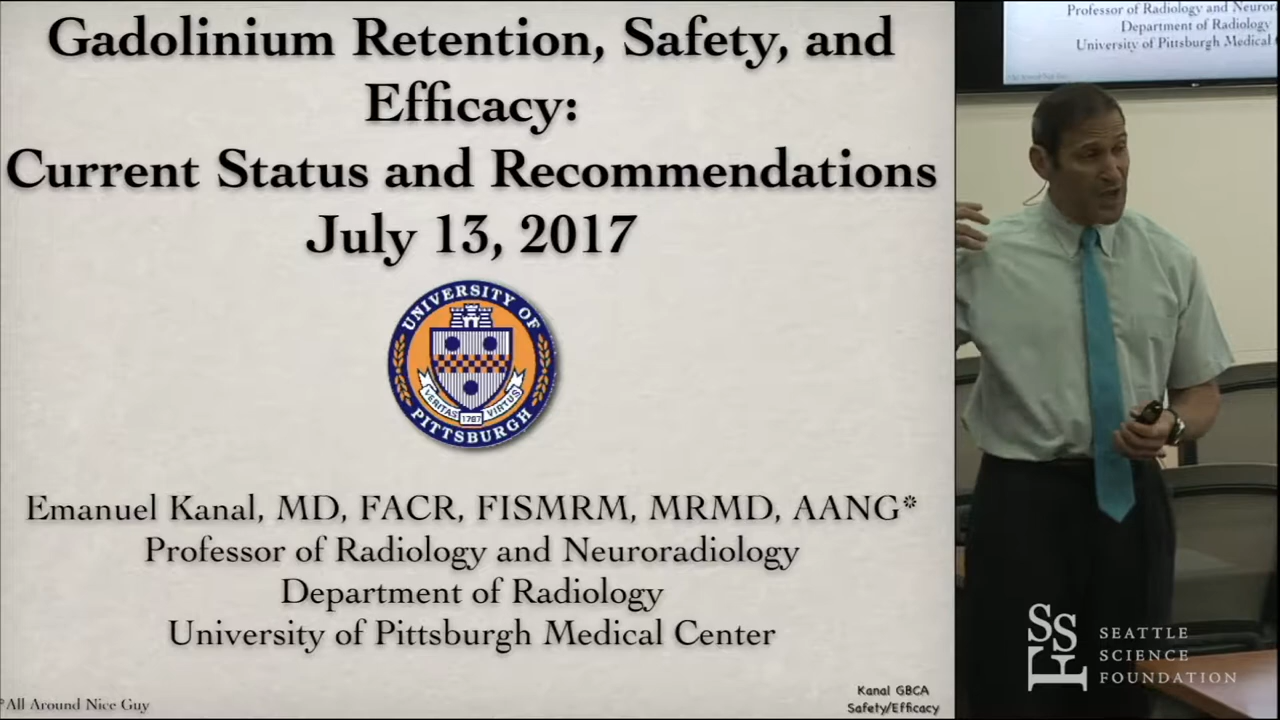 Gadolinium Retention, Safety, and
Efficacy:
Current Status and Recommendations
July 13, 2017
UNIVERSITY OF
VERITAS 1787 VIRTUS
PITTSBURGH
Emanuel Kanal, MD, FACR, FISMRM, MRMD, AANG*
Professor of Radiology and Neuroradiology
Department of Radiology
University of Pittsburgh Medical Center
*All Around Nice Guy
Kanal GBCA
Safety/Efficacy
Professor of Radiology and Neuror
Department of Radiology
University of Pittsburgh Medical
SSF
SEATTLE
SCIENCE
FOUNDATION